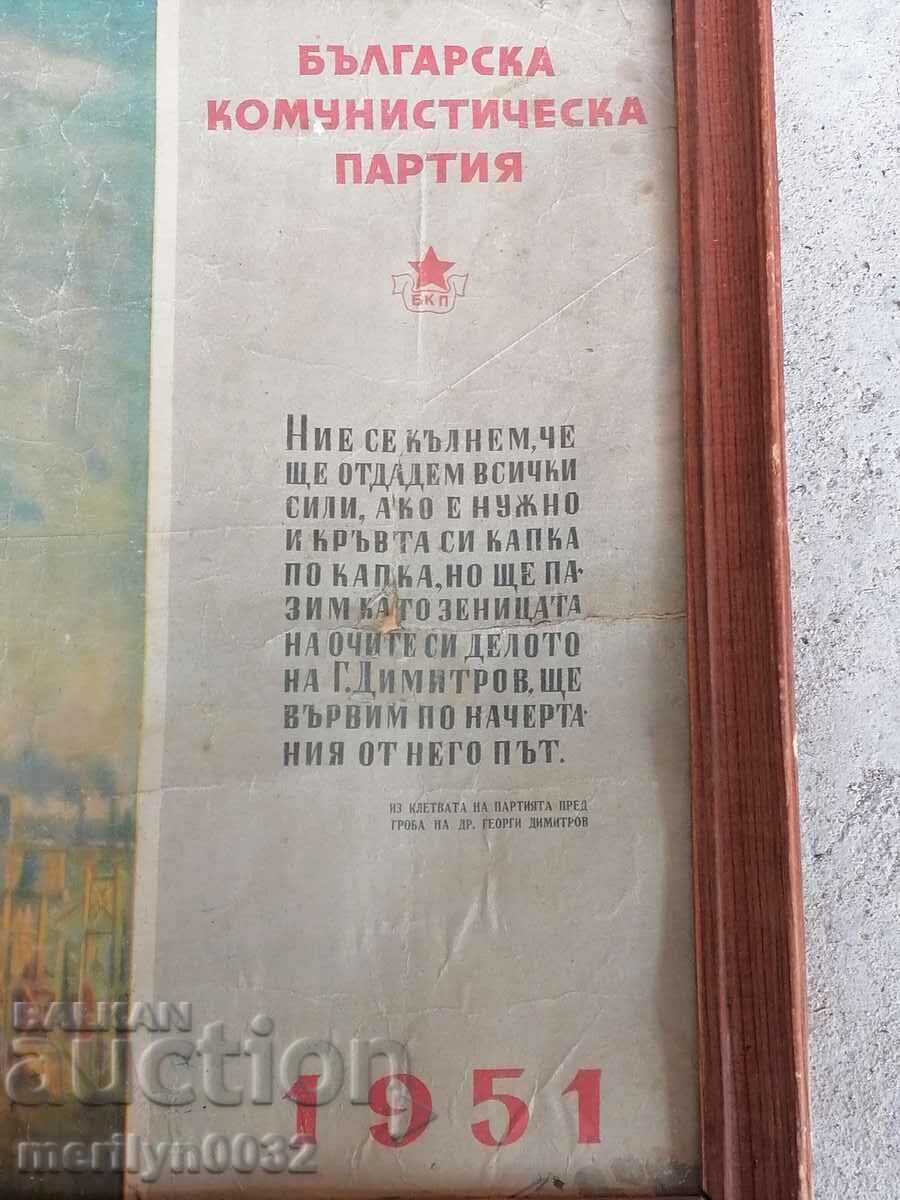 БЪЛГАРСКА
КОМУНИСТИЧЕСКА
ПАРТИЯ
БКП
НИЕ СЕ КЪЛНЕМ, ЧЕ
ЩЕ ОТДАДЕМ ВСИЧКИ
СИЛИ, АКО Е НУЖНО
И КРЪВТА СИ КАПКА
ПО КАПКА, НО ЩЕ ПА-
ЗИМ КАТО ЗЕНИЦАТА
НА ОЧИТЕ СИ ДЕЛОТО
НА Г. ДИМИТРОВ, ЩЕ
ВЪРВИМ ПО НАЧЕРТА-
НИЯ ОТ НЕГО ПЪТ.
ИЗ КЛЕТВАТА НА ПАРТИЯТА ПРЕД
ГРОБА НА ДР. ГЕОРГИ ДИМИТРОВ
BALKAN
auction
1951
merilyn0032